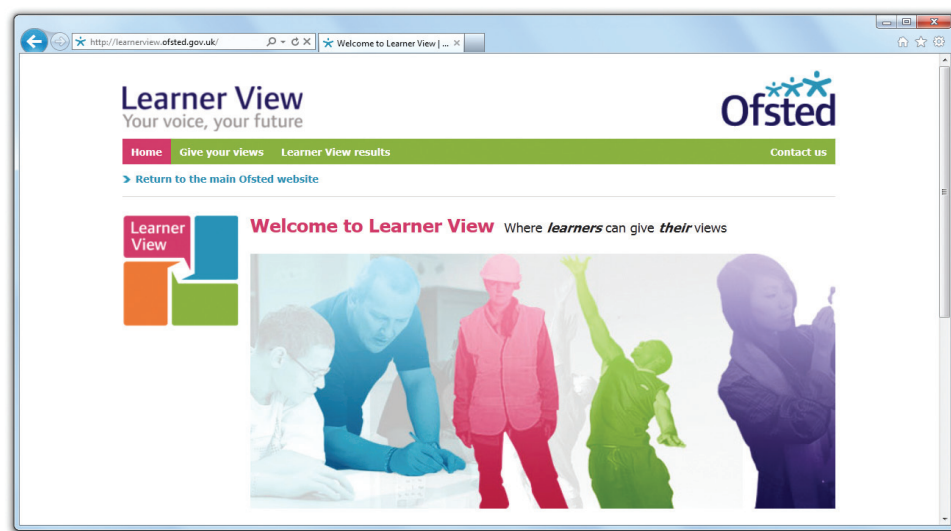 http://learnerview.ofsted.gov.uk/
Welcome to Learner View | ...
Learner View
Your voice, your future
Ofsted
Home Give your views Learner View results Contact us
Return to the main Ofsted website
Learner
View
Welcome to Learner View Where learners can give their views